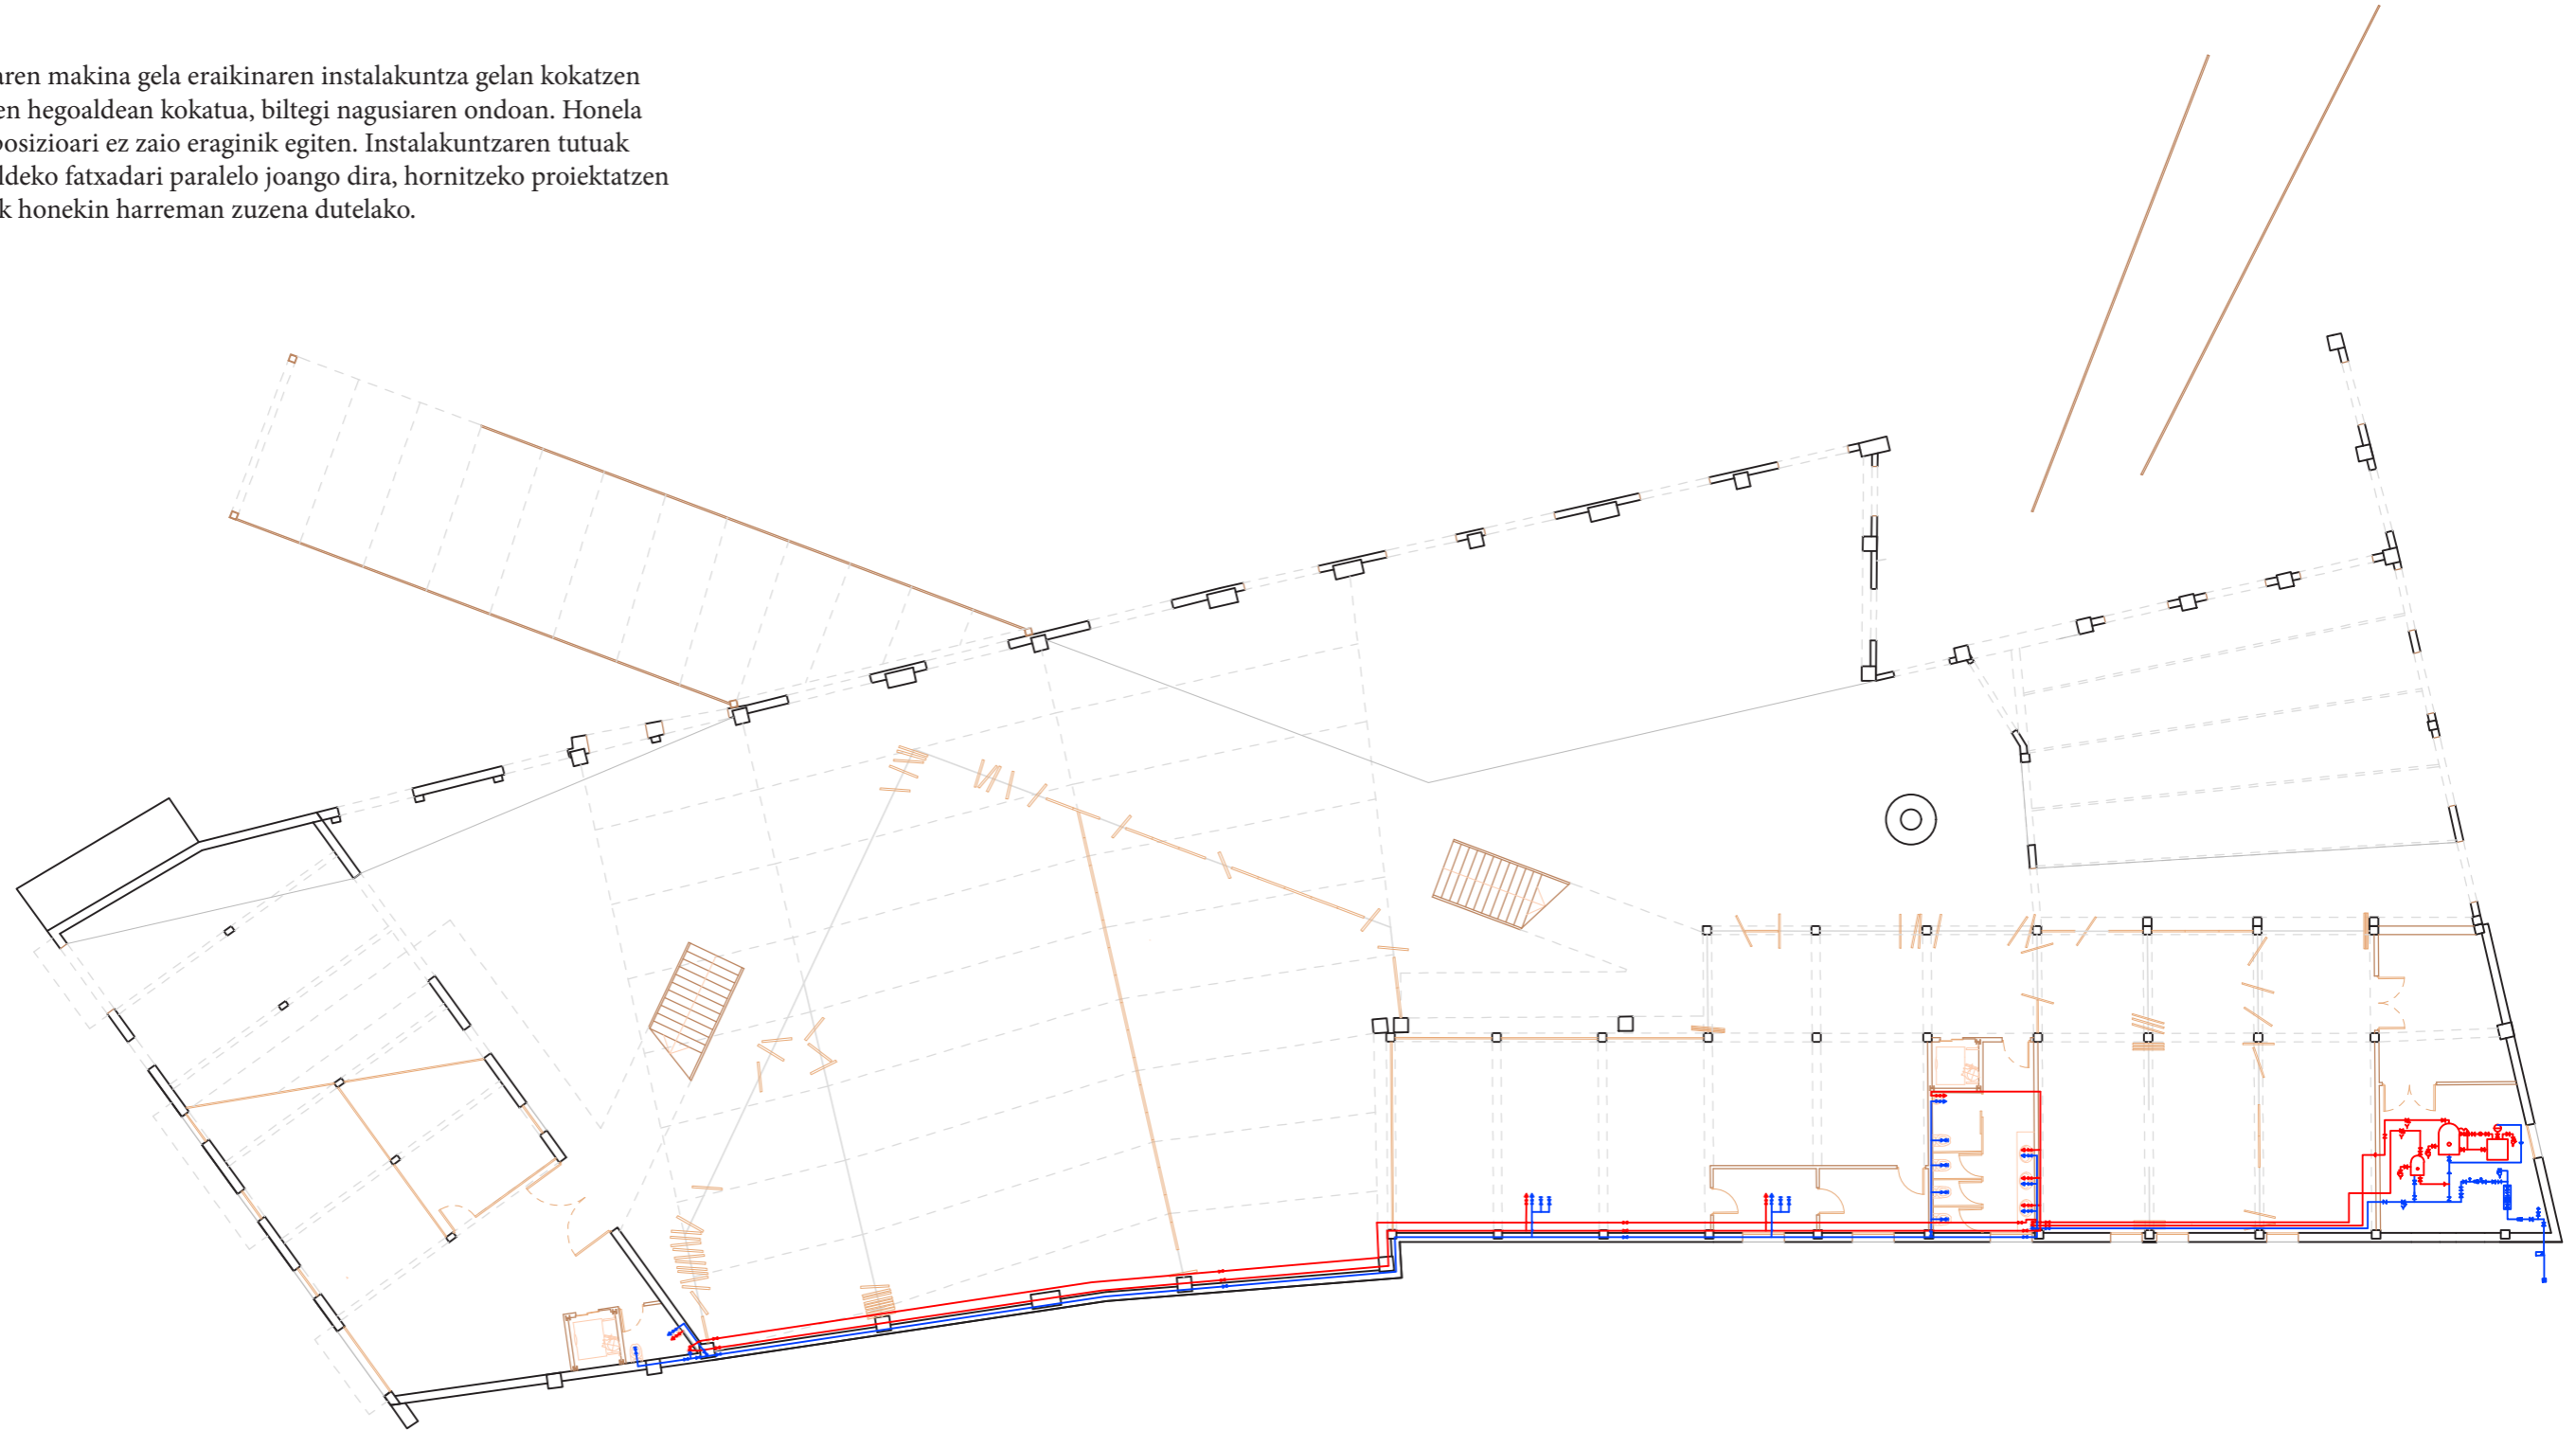 aren makina gela eraikinaren instalakuntza gelan kokatzen
en hegoaldean kokatua, biltegi nagusiaren ondoan. Honela
posizioari ez zaio eraginik egiten. Instalakuntzaren tutuak
ldeko fatxadari paralelo joango dira, hornitzeko proiektatzen
k honekin harreman zuzena dutelako.